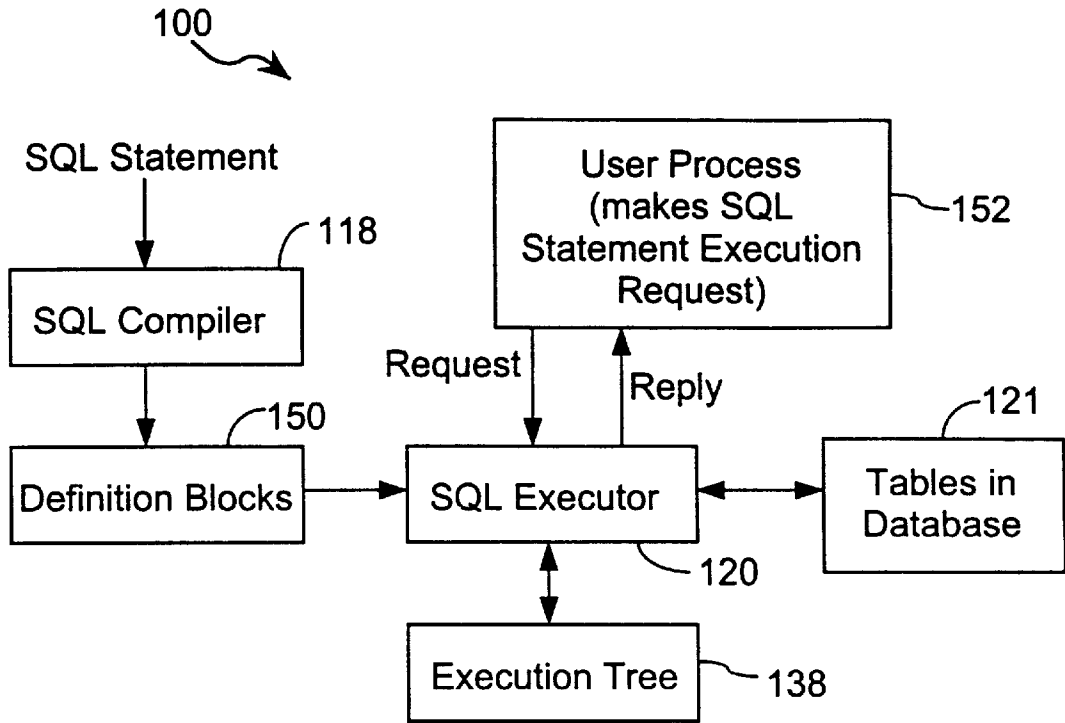 100
SQL Statement
118
SQL Compiler
150
Definition Blocks
User Process
(makes SQL
Statement Execution
Request)
152
Request
Reply
SQL Executor
120
121
Tables in
Database
Execution Tree
138